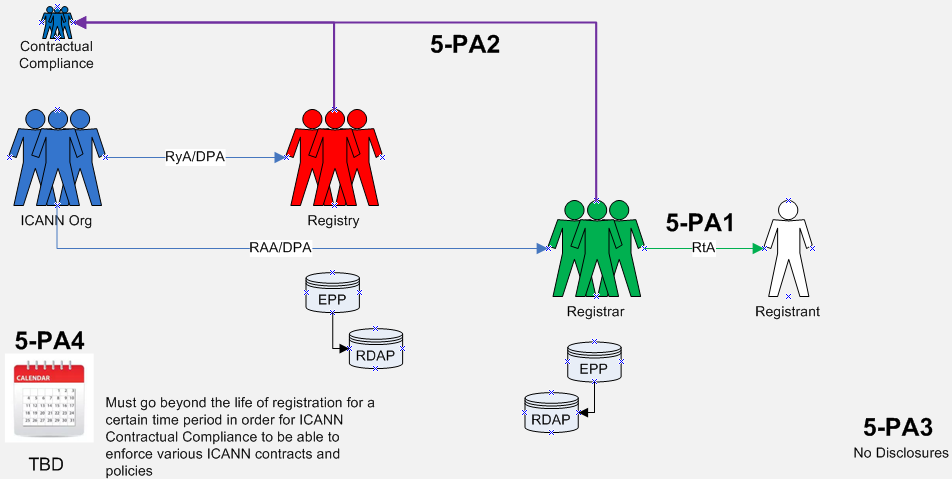 Contractual
Compliance
5-PA2
RyA/DPA
ICANN Org
Registry
5-PA1
RAA/DPA
RtA
EPP
Registrar
Registrant
5-PA4
RDAP
EPP
CALENDAR
RDAP
Must go beyond the life of registration for a
certain time period in order for ICANN
Contractual Compliance to be able to
enforce various ICANN contracts and
policies
TBD
5-PA3
No Disclosures